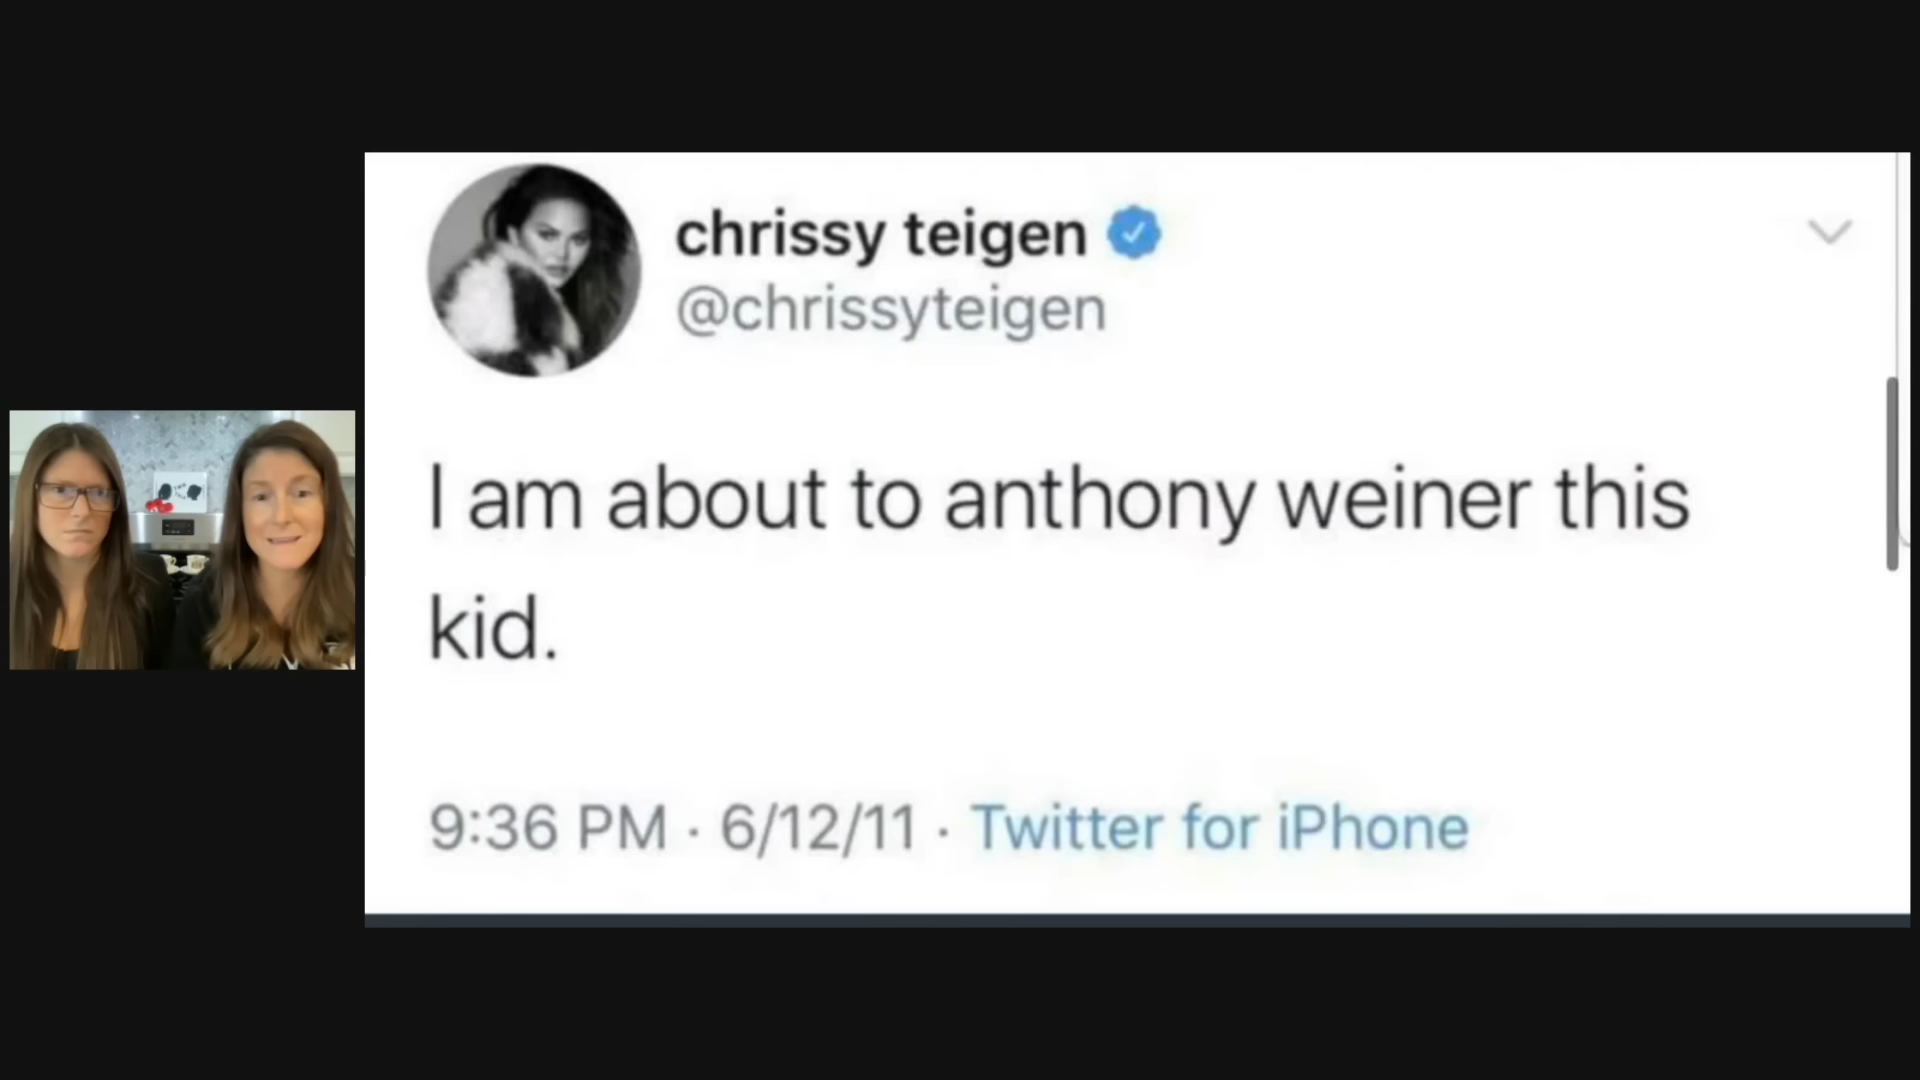 chrissy teigen
@chrissyteigen
I am about to anthony weiner this
kid.
9:36 PM · 6/12/11 · Twitter for iPhone